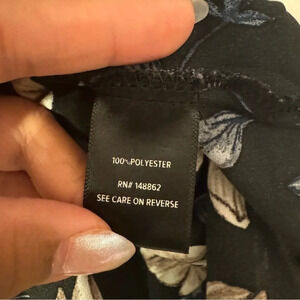 100% POLYESTER
RN# 148862
SEE CARE ON REVERSE